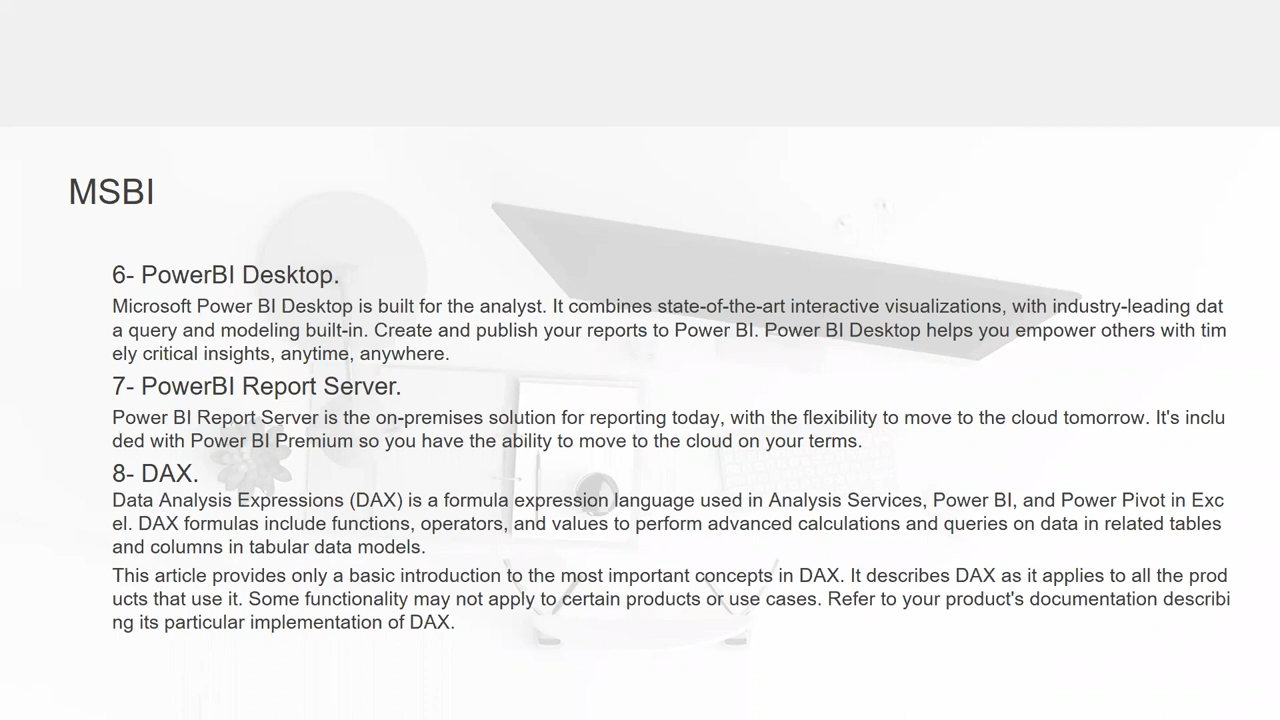 MSBI
6- PowerBI Desktop.
Microsoft Power BI Desktop is built for the analyst. It combines state-of-the-art interactive visualizations, with industry-leading dat
a query and modeling built-in. Create and publish your reports to Power BI. Power BI Desktop helps you empower others with tim
ely critical insights, anytime, anywhere.
7- PowerBI Report Server.
Power BI Report Server is the on-premises solution for reporting today, with the flexibility to move to the cloud tomorrow. It's inclu
ded with Power BI Premium so you have the ability to move to the cloud on your terms.
8- DAX.
Data Analysis Expressions (DAX) is a formula expression language used in Analysis Services, Power BI, and Power Pivot in Exc
el. DAX formulas include functions, operators, and values to perform advanced calculations and queries on data in related tables
and columns in tabular data models.
This article provides only a basic introduction to the most important concepts in DAX. It describes DAX as it applies to all the prod
ucts that use it. Some functionality may not apply to certain products or use cases. Refer to your product's documentation describi
ng its particular implementation of DAX.